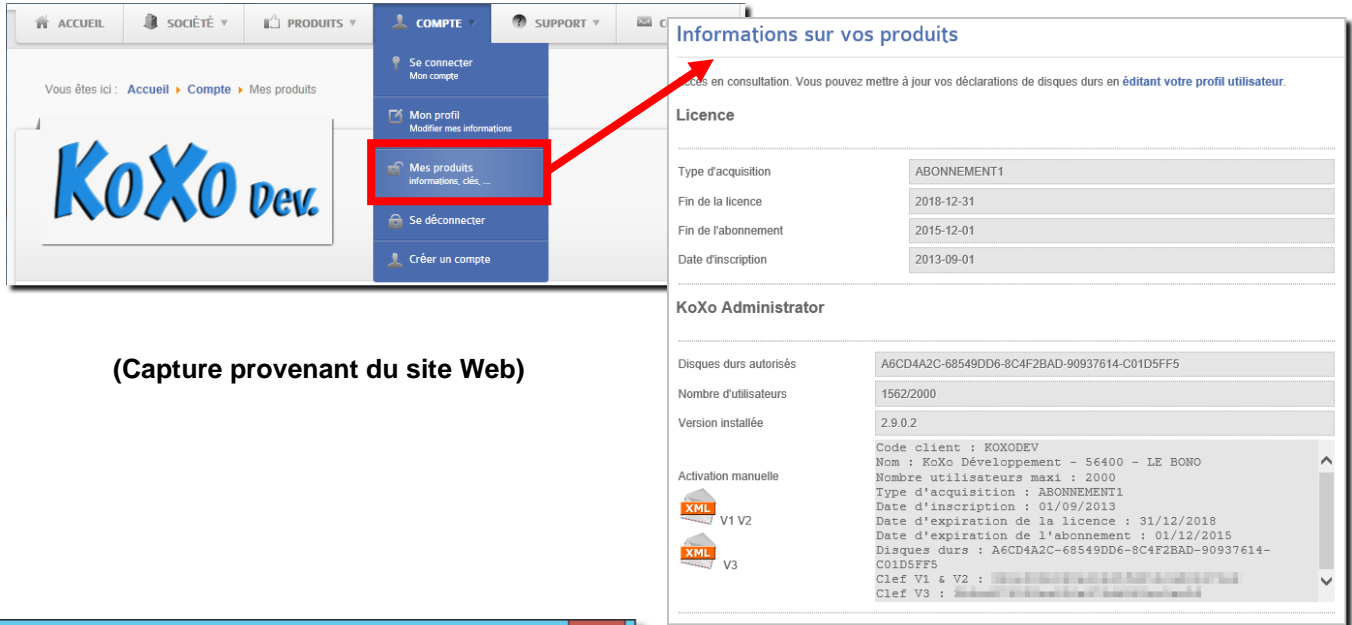 ACCUEIL
SOCIÉTÉ
PRODUITS
COMPTE
SUPPORT
C
Se connecter
Mon compte
Vous êtes ici : Accueil Compte Mes produits
Mon profil
Modifier mes informations
Mes produits
informations, clés, ...
KoXo Dev.
Se déconnecter
Créer un compte
(Capture provenant du site Web)
Informations sur vos produits
Accès en consultation. Vous pouvez mettre à jour vos déclarations de disques durs en éditant votre profil utilisateur.
Licence
Type d'acquisition ABONNEMENT1
Fin de la licence 2018-12-31
Fin de l'abonnement 2015-12-01
Date d'inscription 2013-09-01
KoXo Administrator
Disques durs autorisés A6CD4A2C-68549DD6-8C4F2BAD-90937614-C01D5FF5
Nombre d'utilisateurs 1562/2000
Version installée 2.9.0.2
Activation manuelle
XML V1 V2
XML V3
Code client : KOXODEV
Nom : KoXo Développement - 56400 - LE BONO
Nombre utilisateurs maxi : 2000
Type d'acquisition : ABONNEMENT1
Date d'inscription : 01/09/2013
Date d'expiration de la licence : 31/12/2018
Date d'expiration de l'abonnement : 01/12/2015
Disques durs : A6CD4A2C-68549DD6-8C4F2BAD-90937614-
C01D5FF5
Clef V1 & V2 :
Clef V3 :